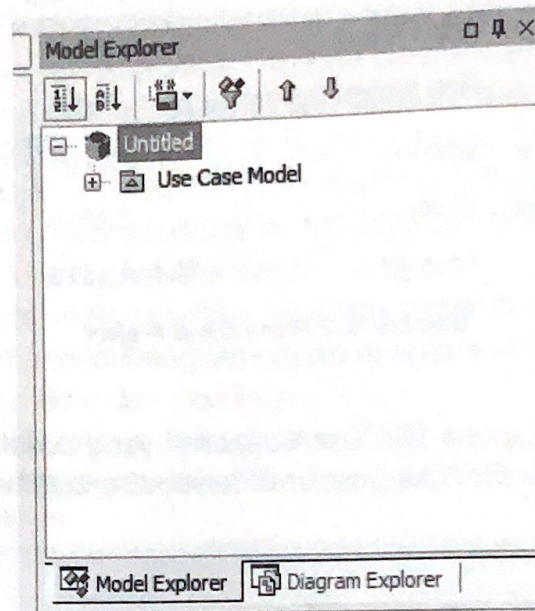 Model Explorer
Untitled
Use Case Model
Model Explorer
Diagram Explorer